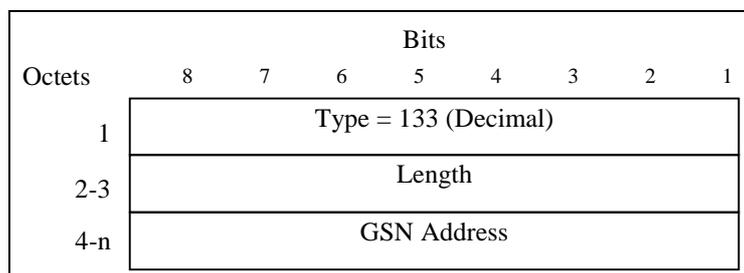 Bits
Octets 8 7 6 5 4 3 2 1
1 Type = 133 (Decimal)
2-3 Length
4-n GSN Address